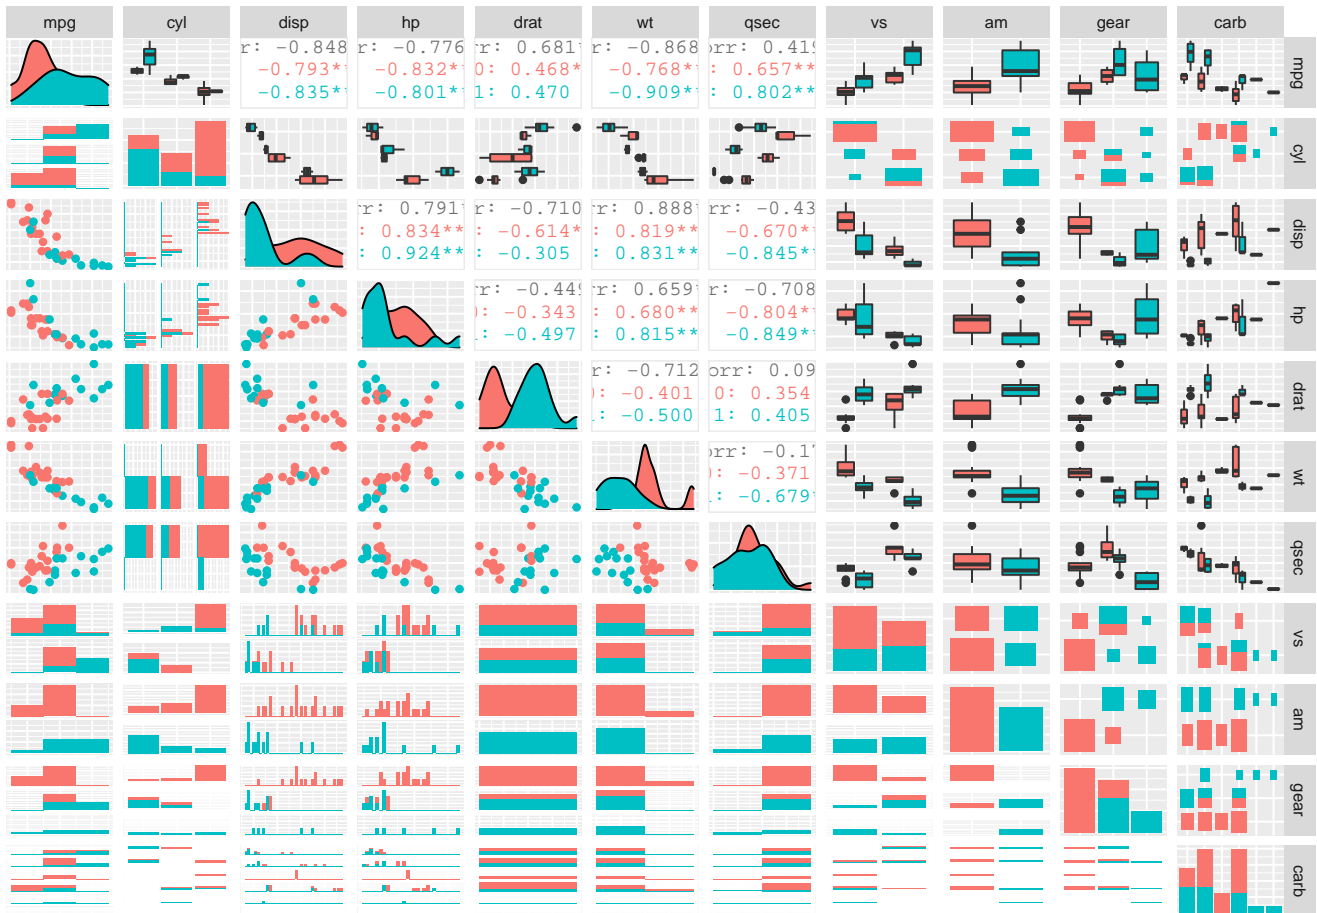 mpg cyl disp hp drat wt qsec vs am gear carb
r: -0.848 r: -0.776 rr: 0.681* r: -0.868 orr: 0.419
-0.793** -0.832** 0: 0.468* -0.768** : 0.657**
-0.835** -0.801** 1: 0.470 -0.909** : 0.802**
mpg
cyl
rr: 0.791* r: -0.710 rr: 0.888* r: -0.43
: 0.834** -0.614* : 0.819** -0.670*
: 0.924** : -0.305 : 0.831** -0.845**
disp
r: -0.449 rr: 0.659* r: -0.708
: -0.343 : 0.680** -0.804**
: -0.497 : 0.815** -0.849**
hp
r: -0.712 orr: 0.09
: -0.401 0: 0.354
: -0.500 1: 0.405
drat
orr: -0.17
: -0.371
: -0.679*
wt
qsec
vs
am
gear
carb